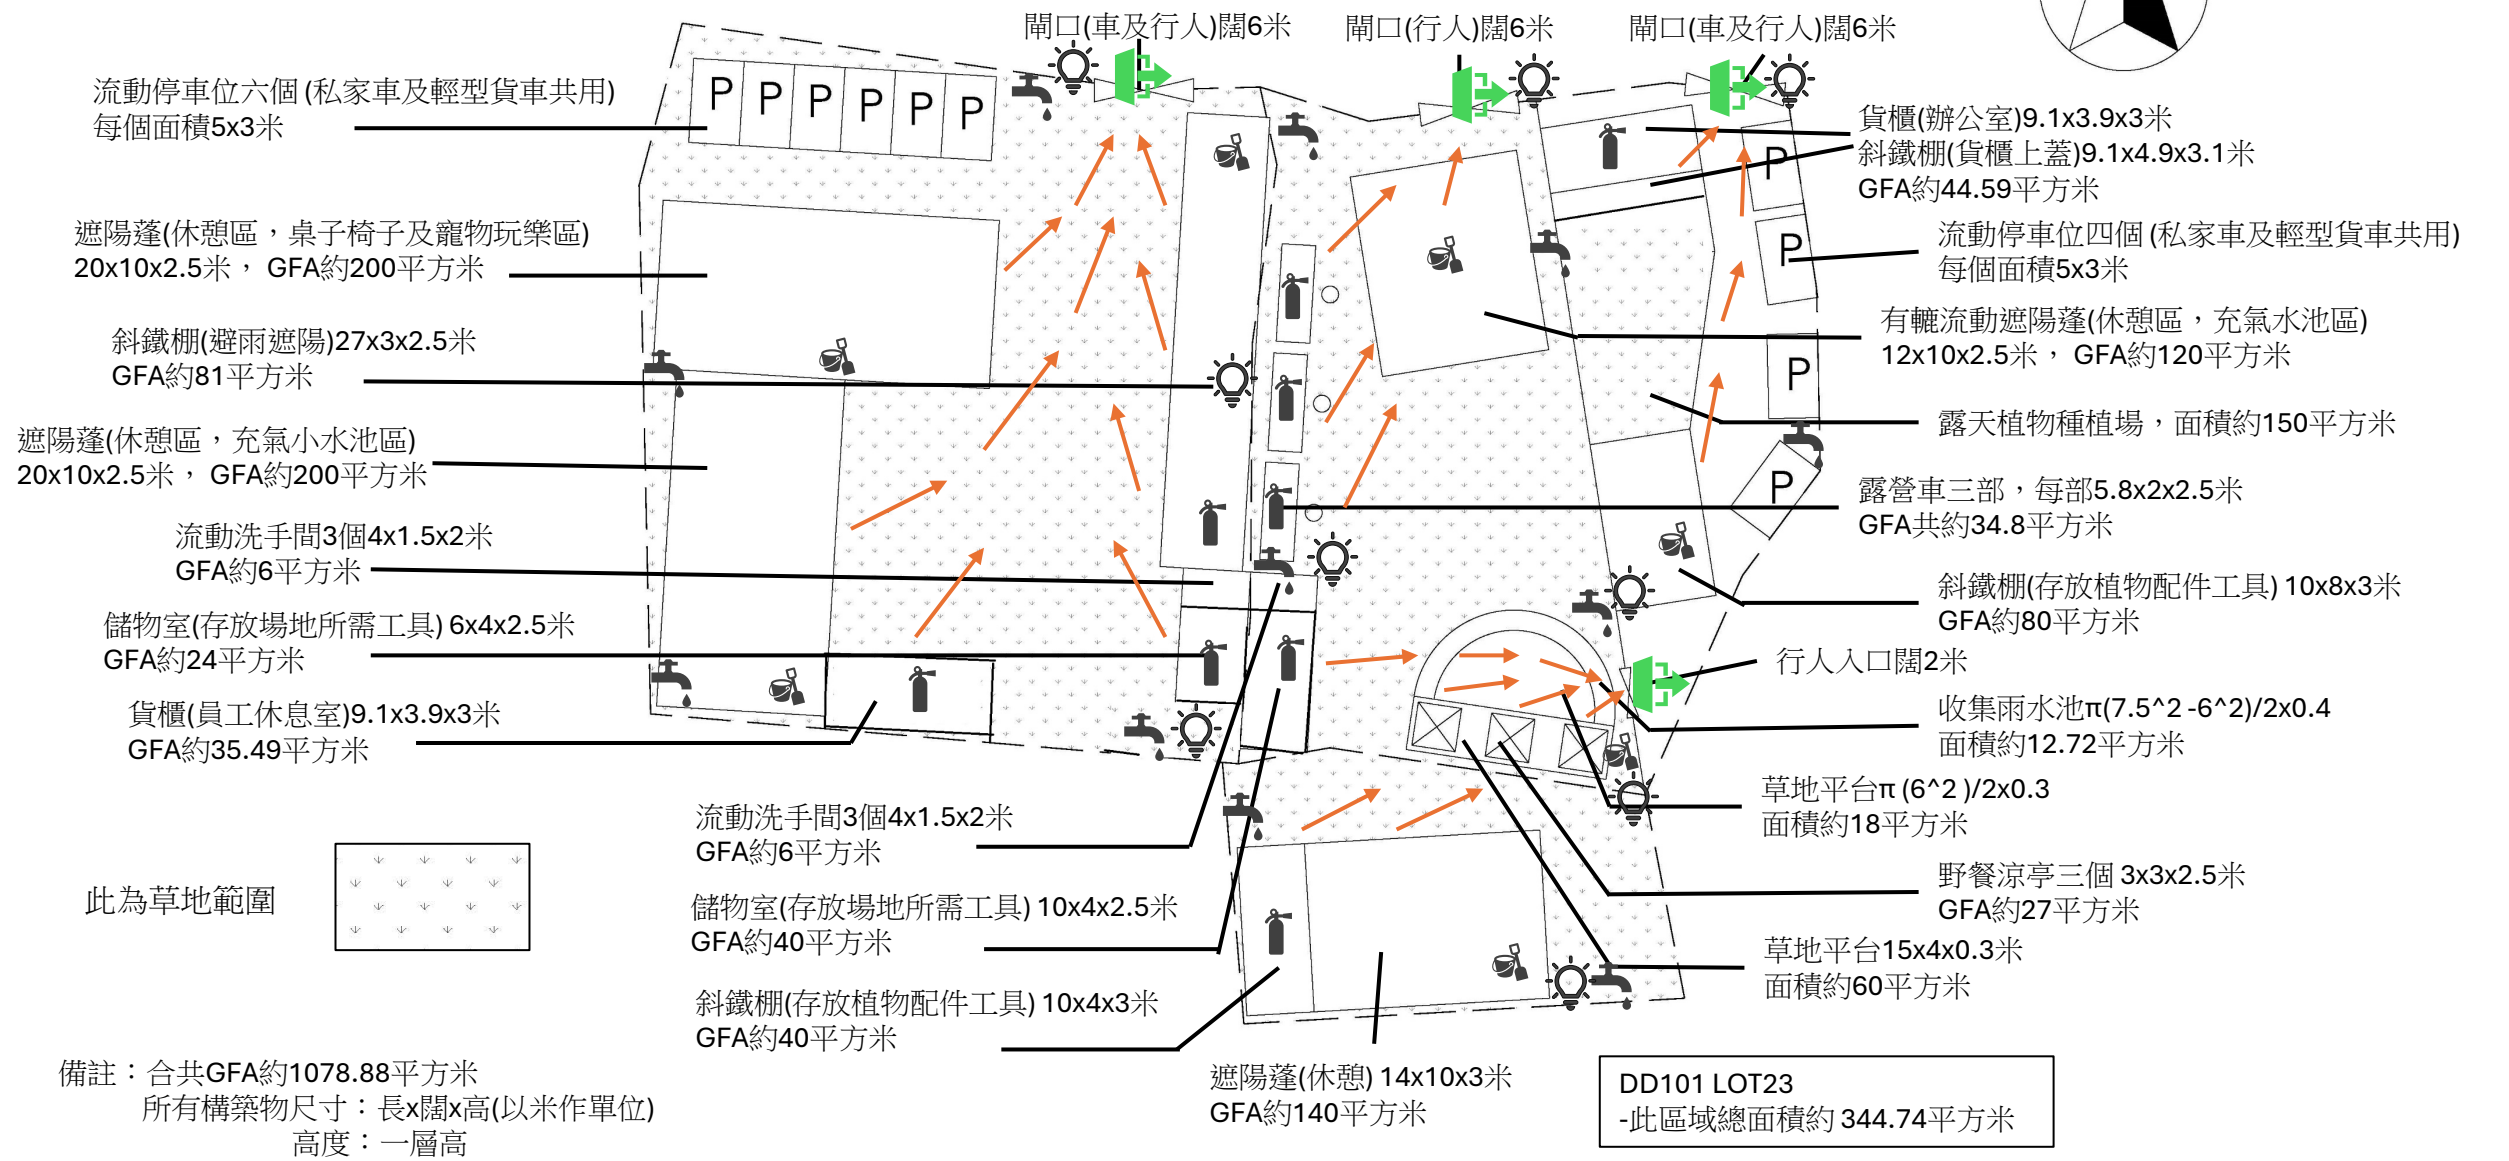 閘口(車及行人)闊6米
閘口(行人)闊6米
閘口(車及行人)闊6米
流動停車位六個 (私家車及輕型貨車共用)
每個面積5x3米
P P P P P P
遮陽蓬(休憩區，桌子椅子及寵物玩樂區)
20x10x2.5米， GFA約200平方米
斜鐵棚(避雨遮陽)27x3x2.5米
GFA約81平方米
遮陽蓬(休憩區，充氣小水池區)
20x10x2.5米， GFA約200平方米
流動洗手間3個4x1.5x2米
GFA約6平方米
儲物室(存放場地所需工具) 6x4x2.5米
GFA約24平方米
貨櫃(員工休息室)9.1x3.9x3米
GFA約35.49平方米
貨櫃(辦公室)9.1x3.9x3米
斜鐵棚(貨櫃上蓋)9.1x4.9x3.1米
GFA約44.59平方米
P
流動停車位四個 (私家車及輕型貨車共用)
每個面積5x3米
P
有轆流動遮陽蓬(休憩區，充氣水池區)
12x10x2.5米， GFA約120平方米
P
露天植物種植場，面積約150平方米
P
露營車三部，每部5.8x2x2.5米
GFA共約34.8平方米
斜鐵棚(存放植物配件工具) 10x8x3米
GFA約80平方米
行人入口闊2米
收集雨水池π(7.5^2 -6^2)/2x0.4
面積約12.72平方米
草地平台π (6^2 )/2x0.3
面積約18平方米
野餐涼亭三個 3x3x2.5米
GFA約27平方米
草地平台15x4x0.3米
面積約60平方米
流動洗手間3個4x1.5x2米
GFA約6平方米
儲物室(存放場地所需工具) 10x4x2.5米
GFA約40平方米
斜鐵棚(存放植物配件工具) 10x4x3米
GFA約40平方米
遮陽蓬(休憩) 14x10x3米
GFA約140平方米
此為草地範圍
備註：合共GFA約1078.88平方米
所有構築物尺寸：長x闊x高(以米作單位)
高度：一層高
DD101 LOT23
-此區域總面積約 344.74平方米